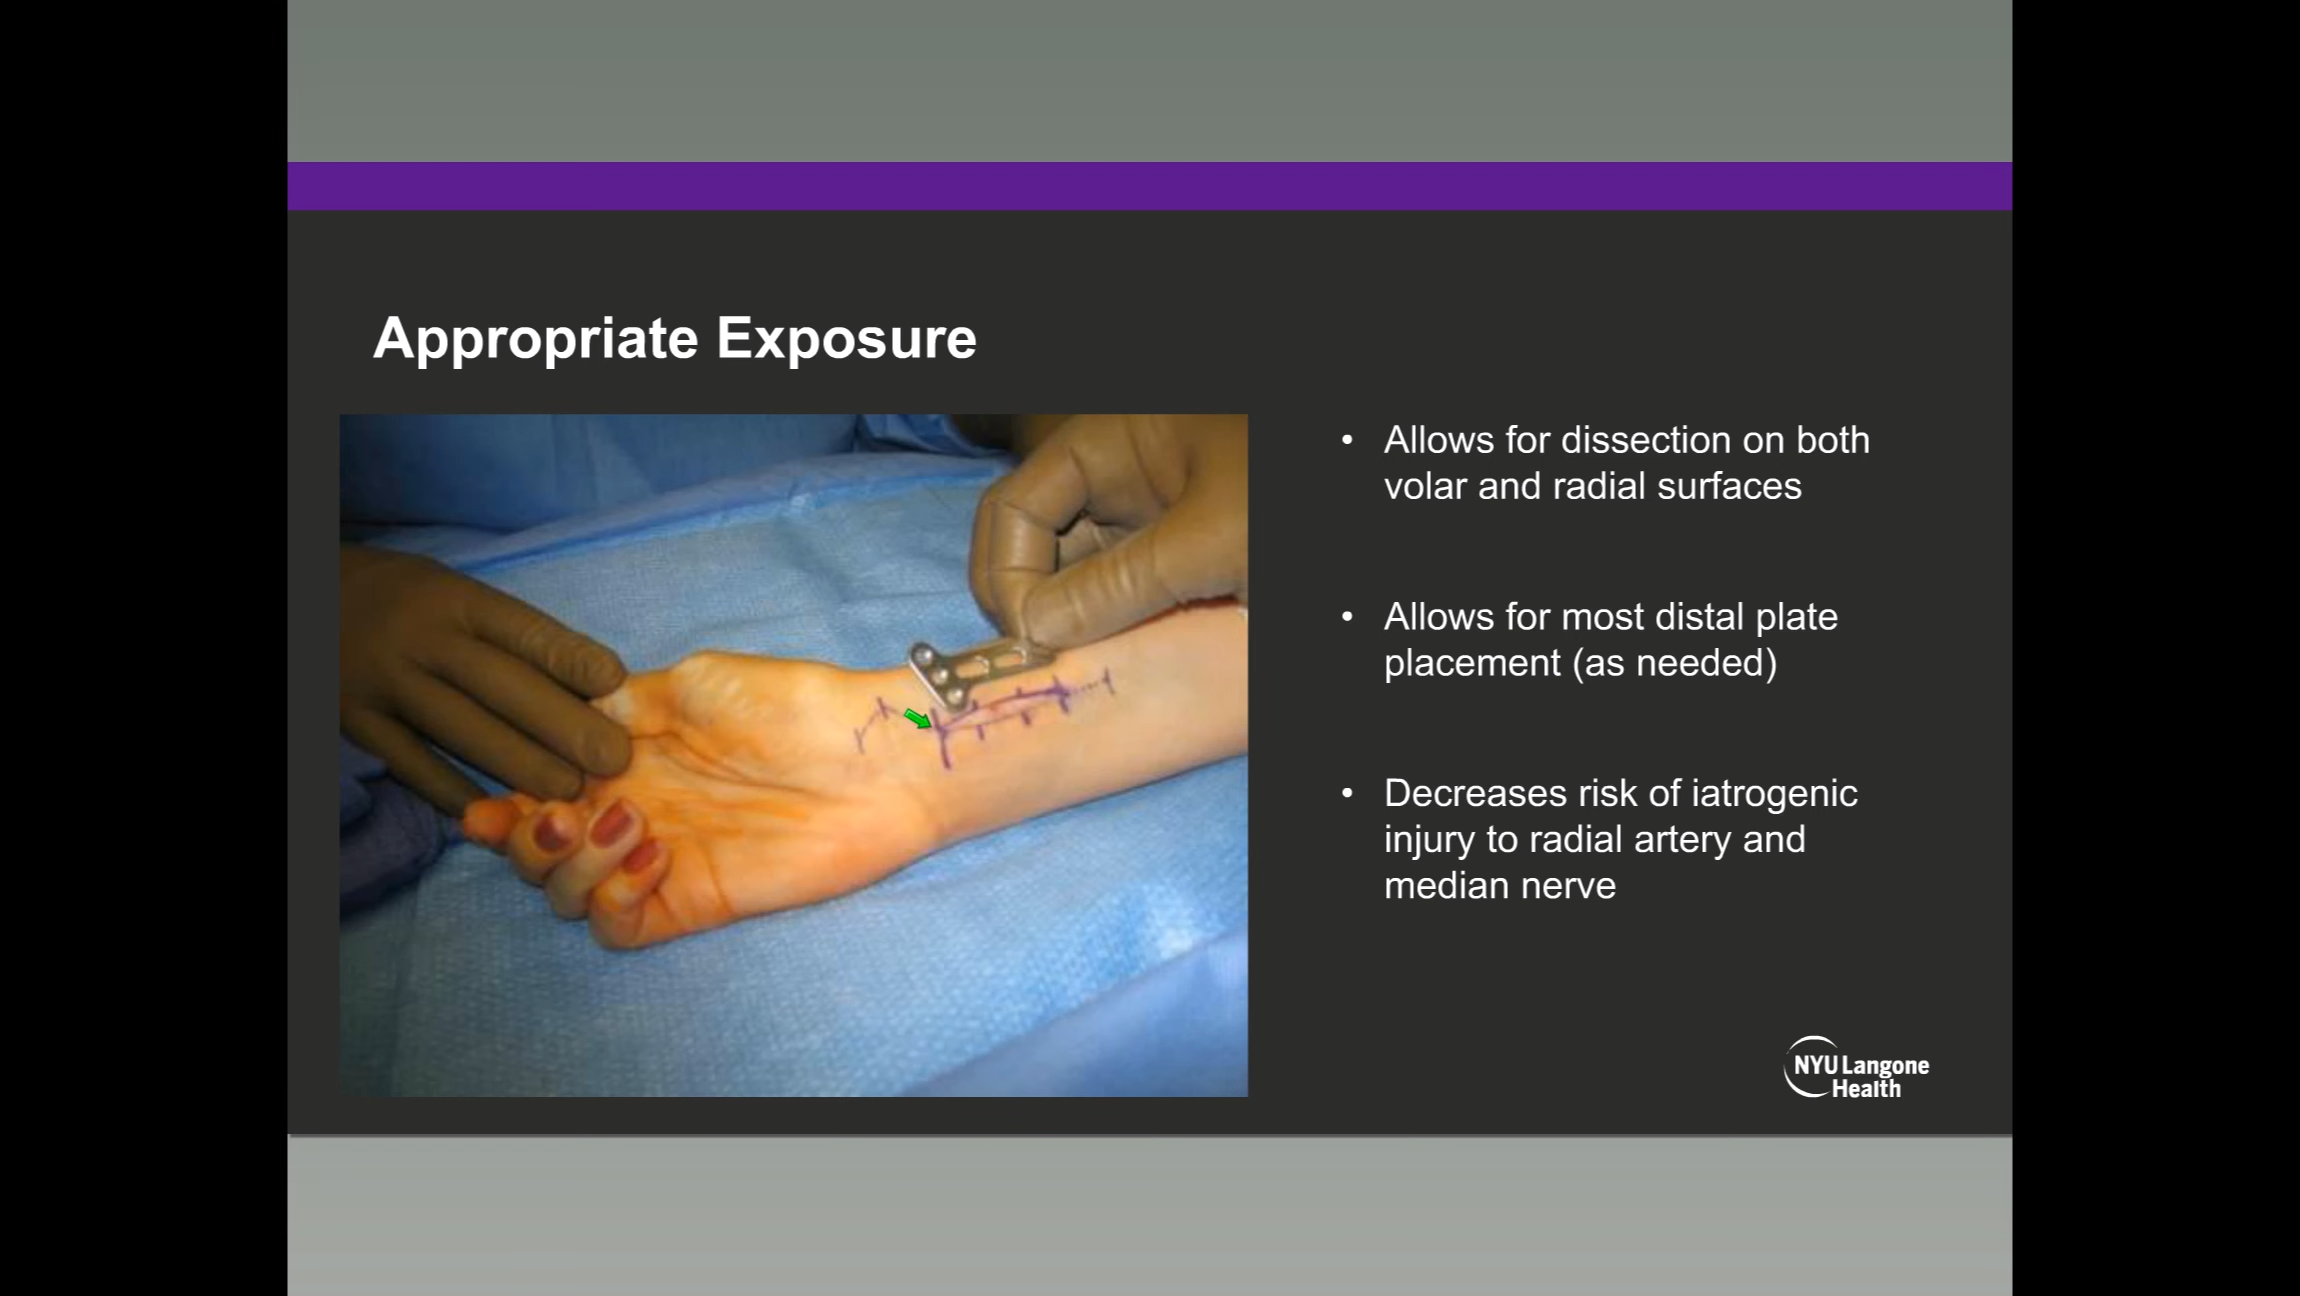 Appropriate Exposure
• Allows for dissection on both
volar and radial surfaces
• Allows for most distal plate
placement (as needed)
• Decreases risk of iatrogenic
injury to radial artery and
median nerve
NYU Langone
Health